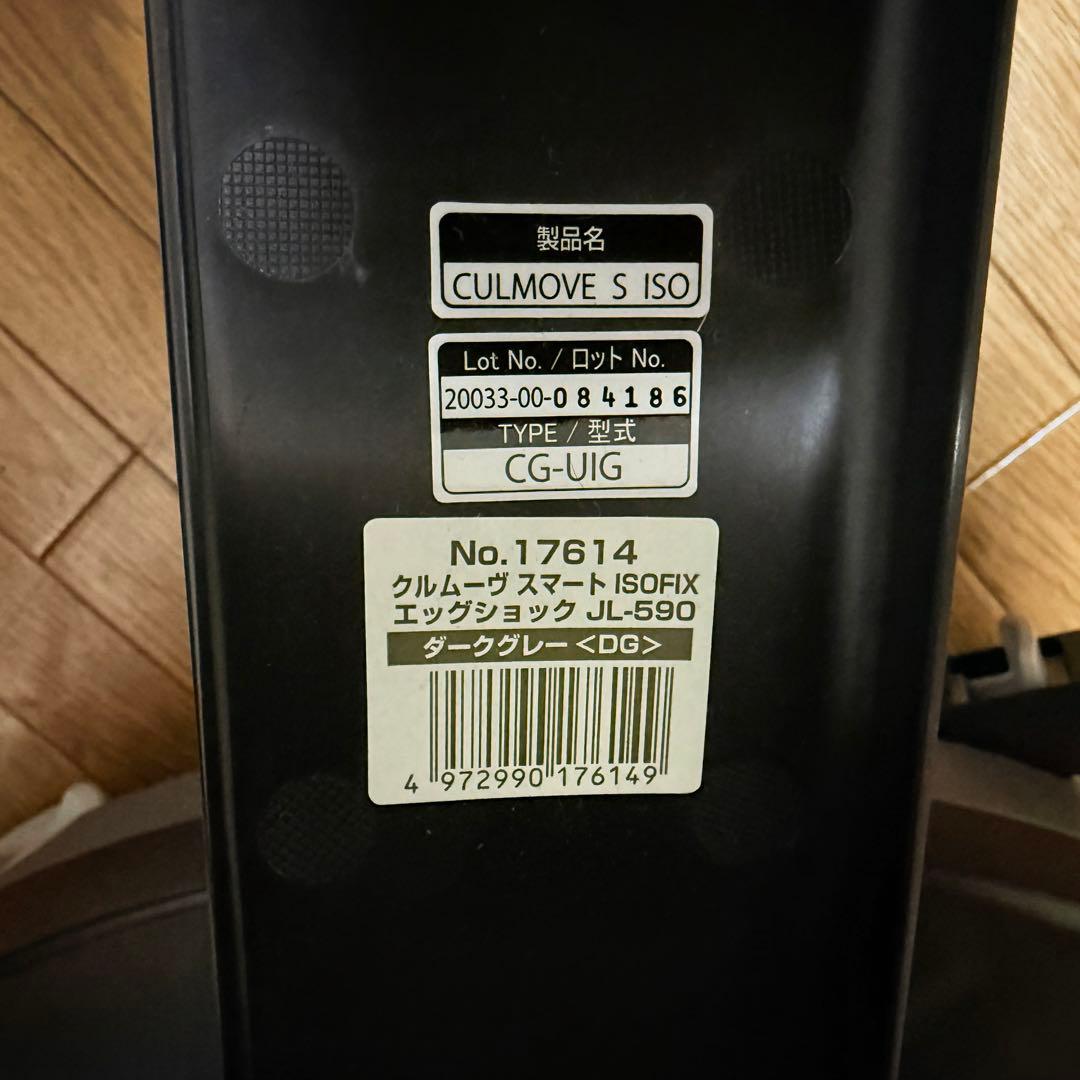 製品名
CULMOVE S ISO
Lot No. / ロット No.
20033-00-084186
TYPE / 型式
CG-UIG
No.17614
クルムーヴ スマート ISOFIX
エッグショック JL-590
ダークグレー<DG>
4 972990 176149